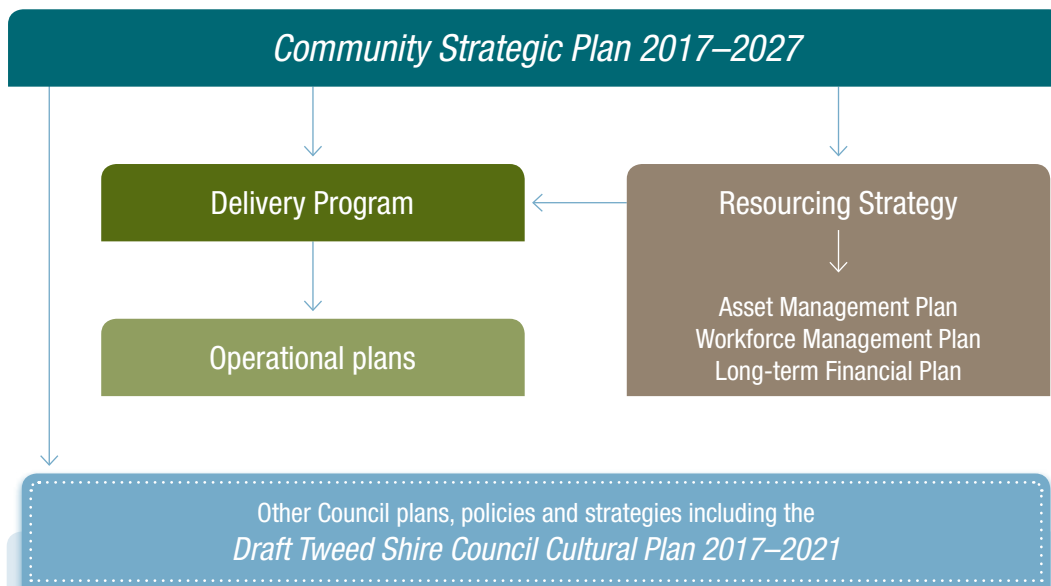 Community Strategic Plan 2017–2027
Delivery Program
Resourcing Strategy
Asset Management Plan
Workforce Management Plan
Long-term Financial Plan
Operational plans
Other Council plans, policies and strategies including the
Draft Tweed Shire Council Cultural Plan 2017–2021